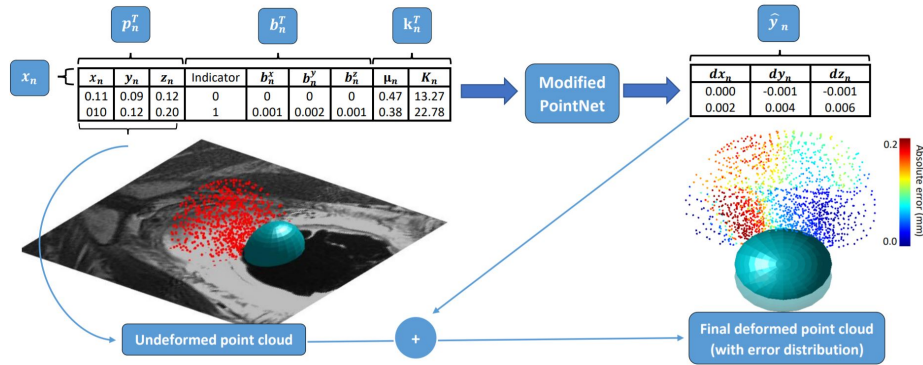 p_n^T b_n^T k_n^T ŷ_n
x_n
x_n y_n z_n Indicator b_n^x b_n^y b_n^z μ_n K_n
0.11 0.09 0.12 0 0 0 0 0.47 13.27
010 0.12 0.20 1 0.001 0.002 0.001 0.38 22.78
Modified
PointNet
dx_n dy_n dz_n
0.000 -0.001 -0.001
0.002 0.004 0.006
0.2
Absolute error (mm)
0.0
Undeformed point cloud
+
Final deformed point cloud
(with error distribution)